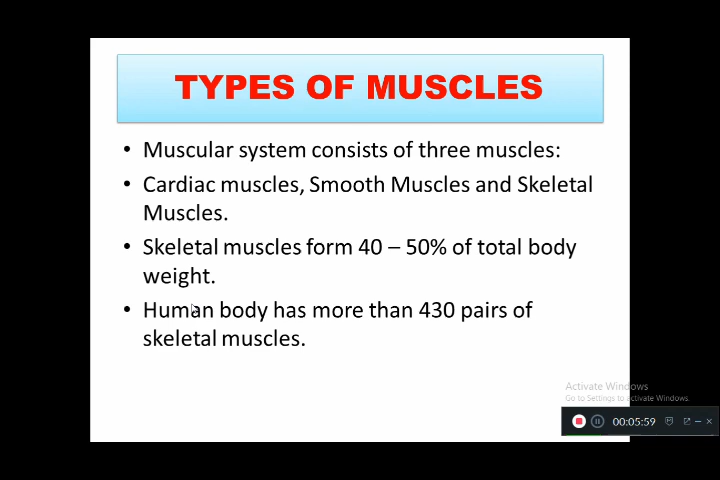 TYPES OF MUSCLES
• Muscular system consists of three muscles:
• Cardiac muscles, Smooth Muscles and Skeletal
Muscles.
• Skeletal muscles form 40 – 50% of total body
weight.
• Human body has more than 430 pairs of
skeletal muscles.
Activate Windows
Go to Settings to activate Windows.
00:05:59